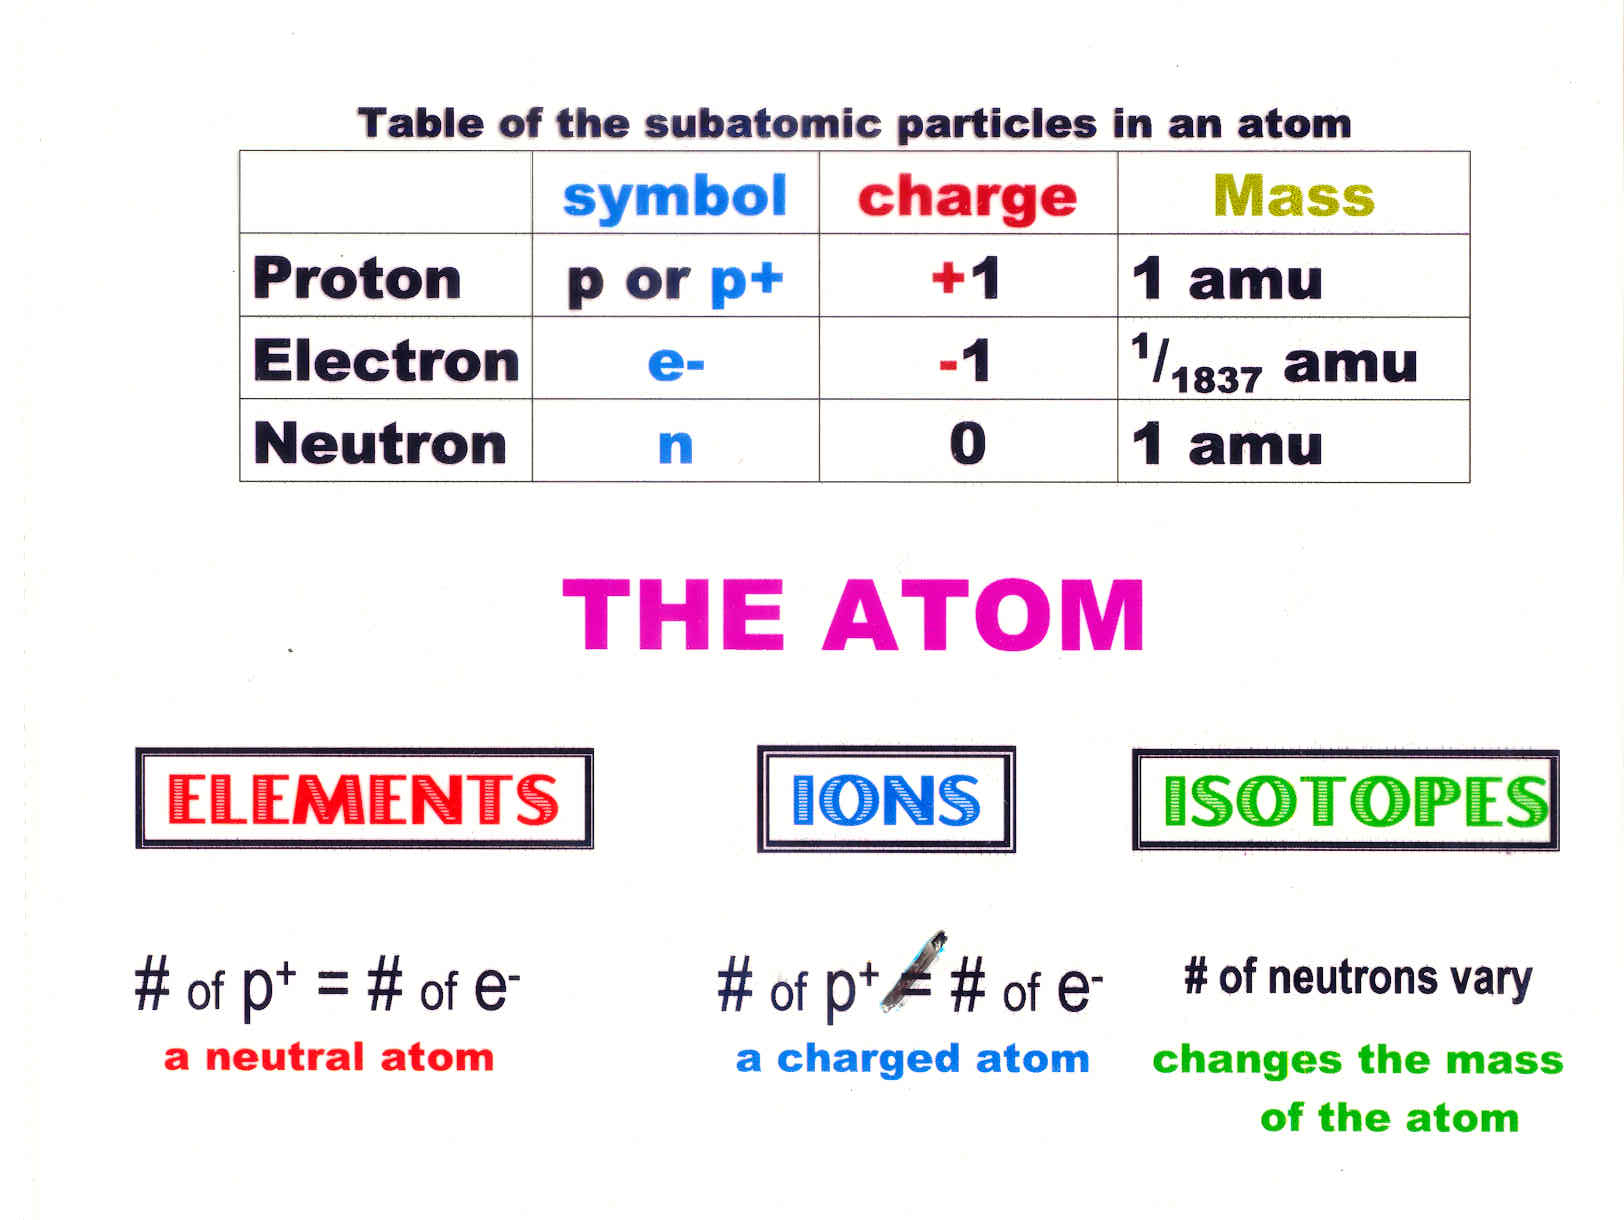 Table of the subatomic particles in an atom
symbol charge Mass
Proton p or p+ +1 1 amu
Electron e- -1 1/1837 amu
Neutron n 0 1 amu
THE ATOM
ELEMENTS IONS ISOTOPES
# of p+ = # of e- # of p+ ≠ # of e- # of neutrons vary
a neutral atom a charged atom changes the mass
of the atom